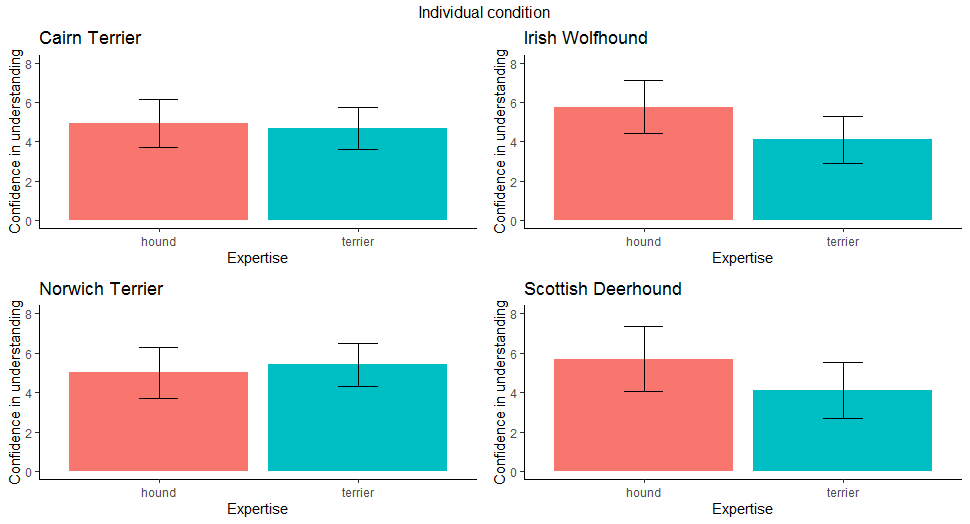 Individual condition
Cairn Terrier
Confidence in understanding
8
6
4
2
0
hound
terrier
Expertise
Irish Wolfhound
Confidence in understanding
8
6
4
2
0
hound
terrier
Expertise
Norwich Terrier
Confidence in understanding
8
6
4
2
0
hound
terrier
Expertise
Scottish Deerhound
Confidence in understanding
8
6
4
2
0
hound
terrier
Expertise